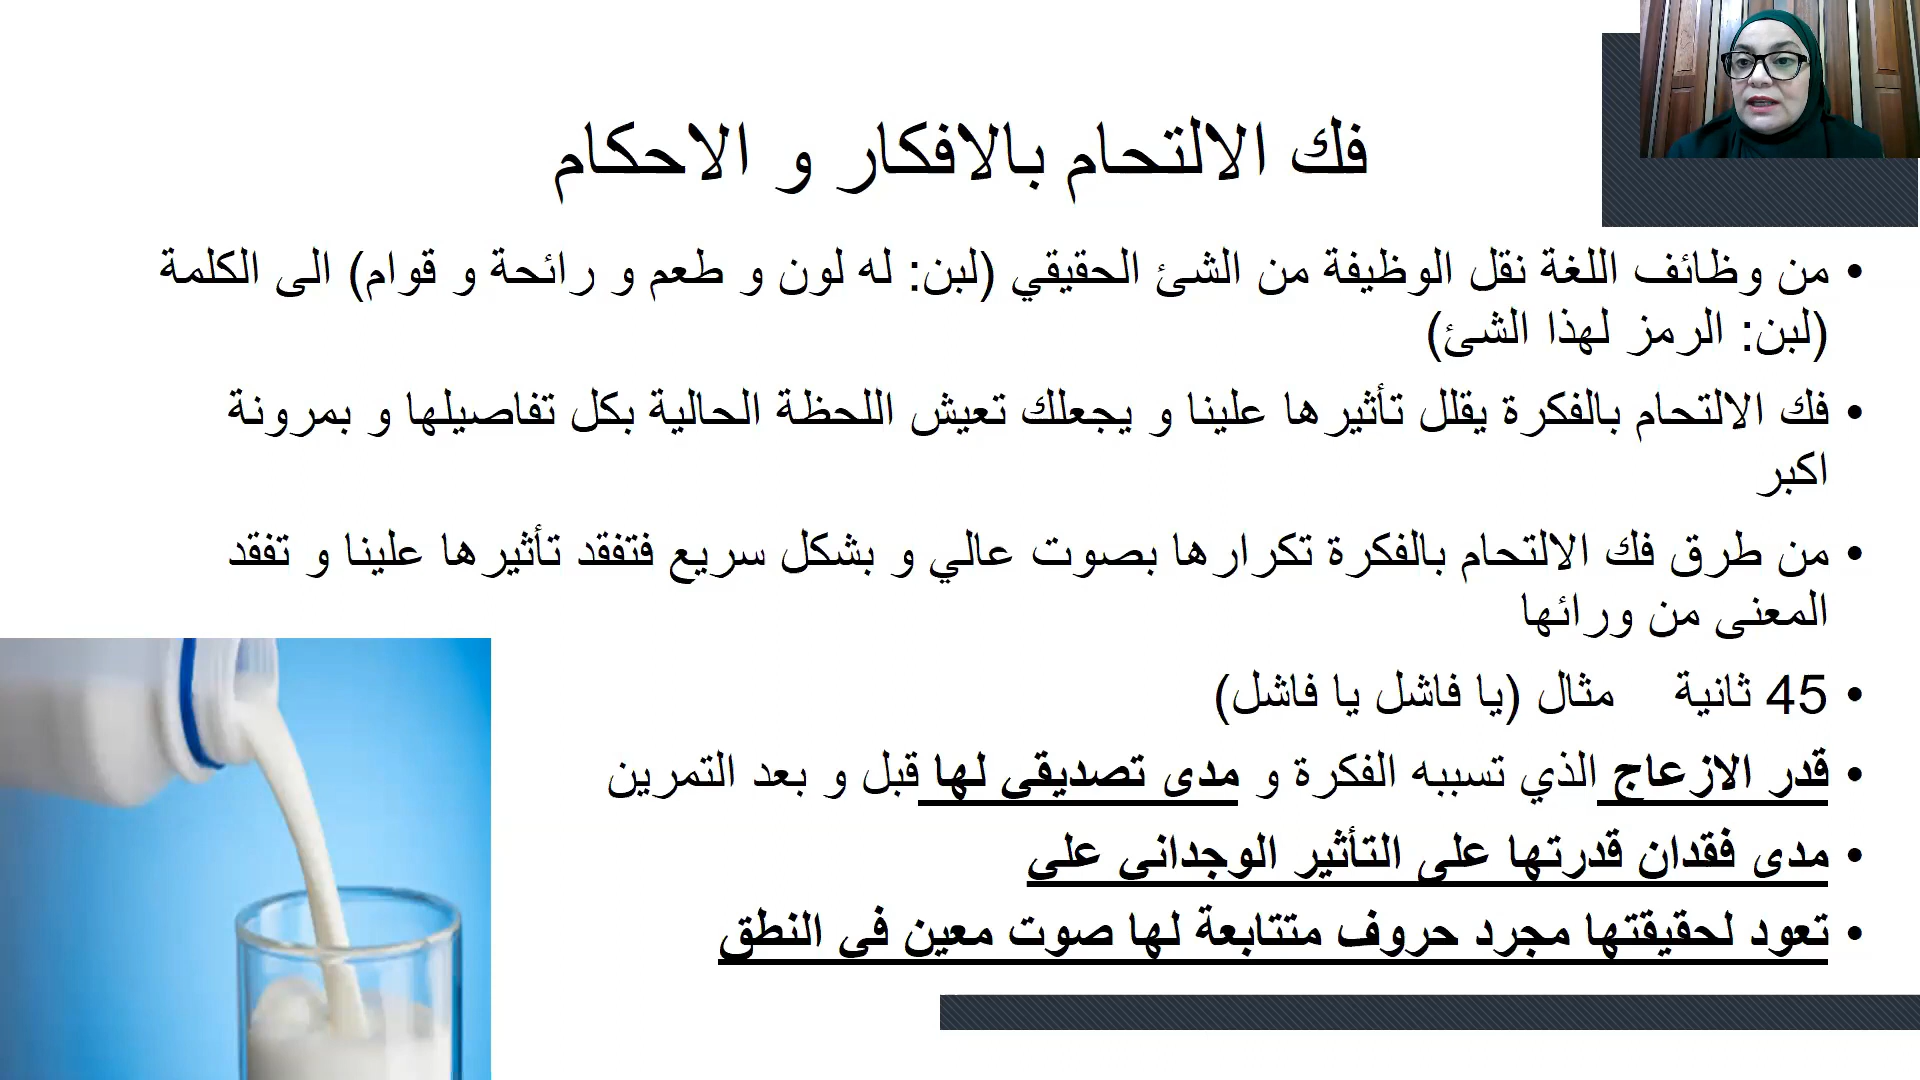 فك الالتحام بالافكار و الاحكام
• من وظائف اللغة نقل الوظيفة من الشئ الحقيقي (لبن: له لون و طعم و رائحة و قوام) الى الكلمة
(لبن: الرمز لهذا الشئ)
• فك الالتحام بالفكرة يقلل تأثيرها علينا و يجعلك تعيش اللحظة الحالية بكل تفاصيلها و بمرونة
اكبر
• من طرق فك الالتحام بالفكرة تكرارها بصوت عالي و بشكل سريع فتفقد تأثيرها علينا و تفقد
المعنى من ورائها
• 45 ثانية مثال (يا فاشل يا فاشل)
• قدر الازعاج الذي تسببه الفكرة و مدى تصديقي لها قبل و بعد التمرين
• مدى فقدان قدرتها على التأثير الوجداني علي
• تعود لحقيقتها مجرد حروف متتابعة لها صوت معين في النطق